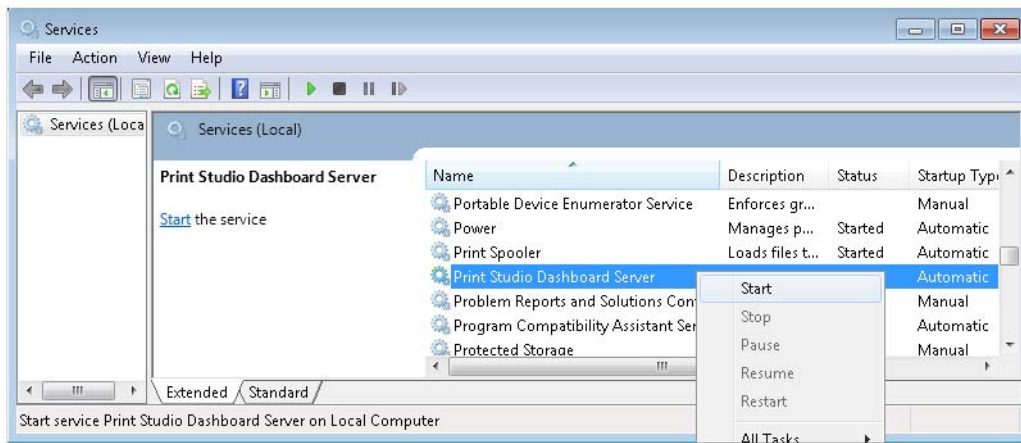 Services
File Action View Help
Services (Loca
Services (Local)
Print Studio Dashboard Server
Start the service
Name Description Status Startup Typ
Portable Device Enumerator Service Enforces gr... Manual
Power Manages p... Started Automatic
Print Spooler Loads files t... Started Automatic
Print Studio Dashboard Server Automatic
Problem Reports and Solutions Con Manual
Program Compatibility Assistant Ser Automatic
Protected Storage Manual
Start
Stop
Pause
Resume
Restart
All Tasks
Extended Standard
Start service Print Studio Dashboard Server on Local Computer